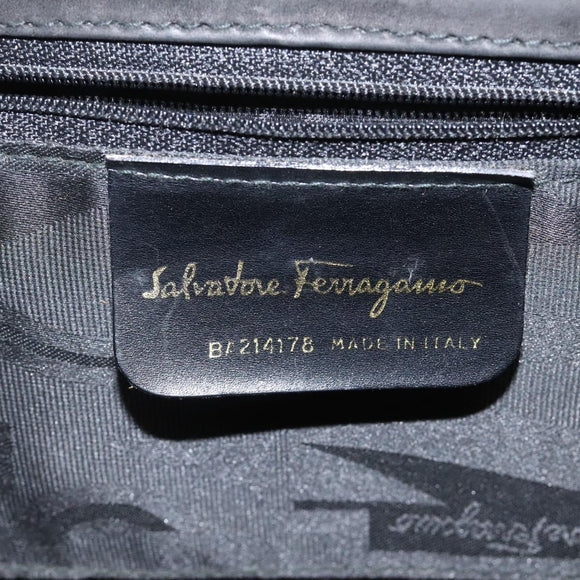 Salvatore Ferragamo
BA214178 MADE IN ITALY